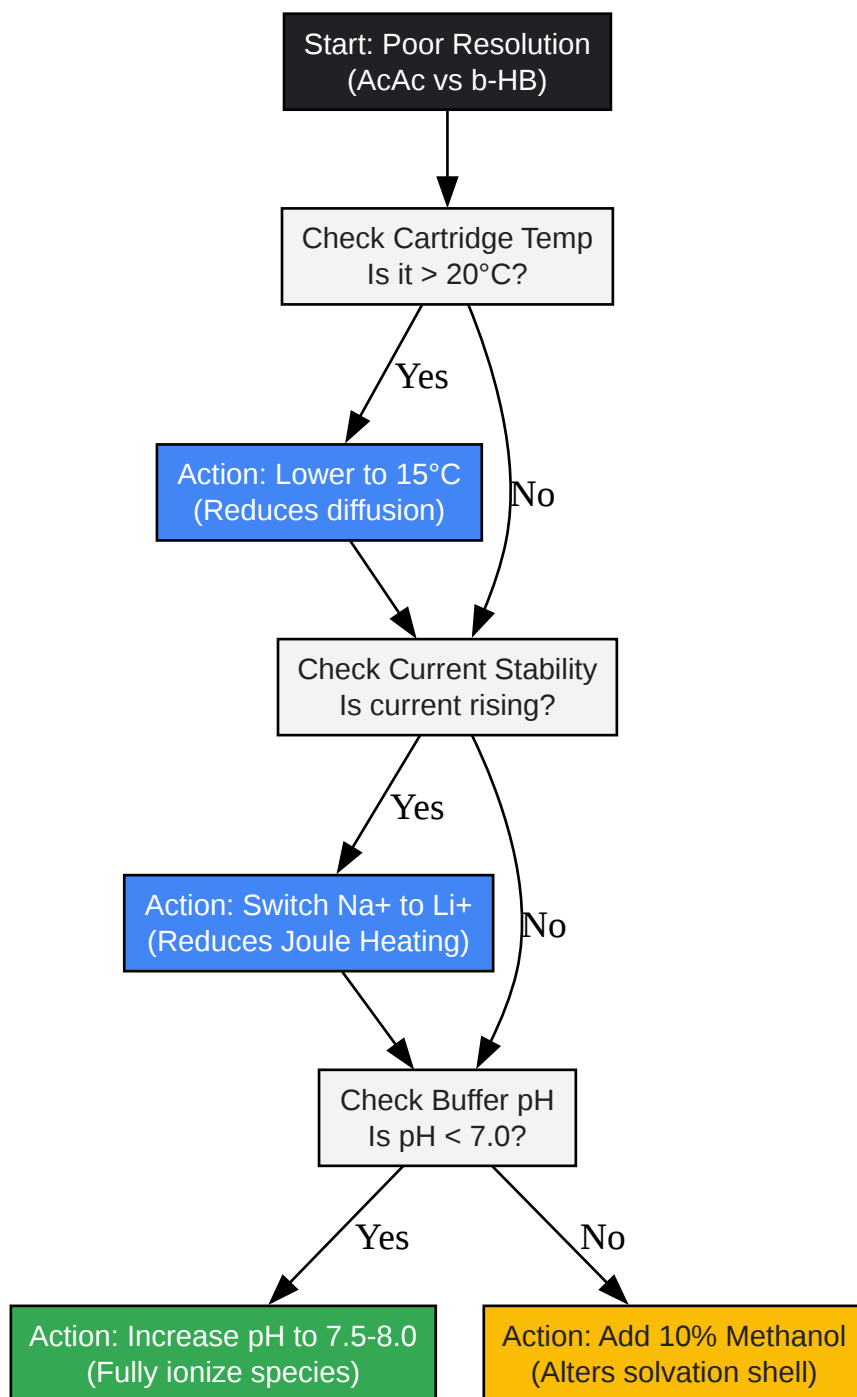 Start: Poor Resolution
(AcAc vs b-HB)
Check Cartridge Temp
Is it > 20°C?
Yes
Action: Lower to 15°C
(Reduces diffusion)
No
Check Current Stability
Is current rising?
Yes
Action: Switch Na+ to Li+
(Reduces Joule Heating)
No
Check Buffer pH
Is pH < 7.0?
Yes
No
Action: Increase pH to 7.5-8.0
(Fully ionize species)
Action: Add 10% Methanol
(Alters solvation shell)